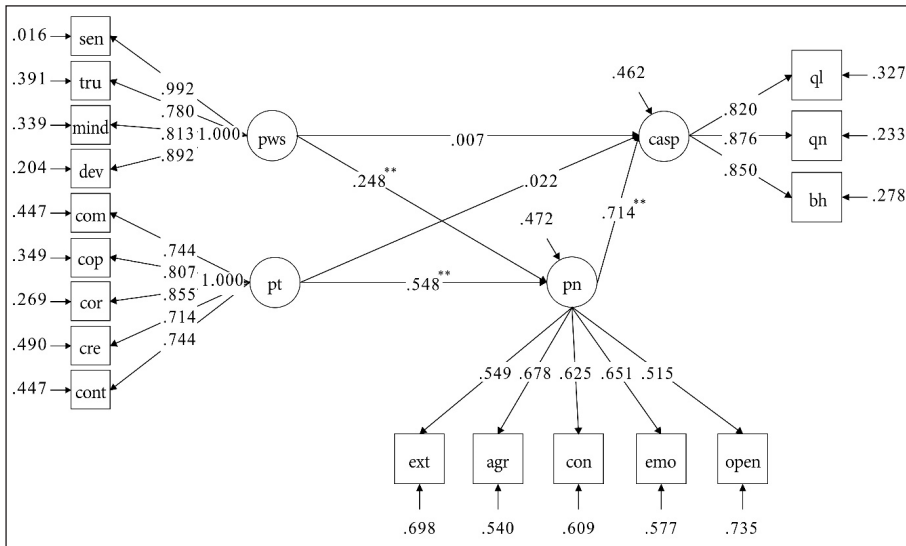 .016 sen
.391 tru
.339 mind
.204 dev
.447 com
.349 cop
.269 cor
.490 cre
.447 cont
.992
.780
.813
.892
1.000
pws
.744
.807
.855
.714
.744
1.000
pt
.007
.248**
.022
.548**
.462
casp
.472
pn
.714**
.820
.876
.850
ql .327
qn .233
bh .278
.549 .678 .625 .651 .515
ext agr con emo open
.698 .540 .609 .577 .735